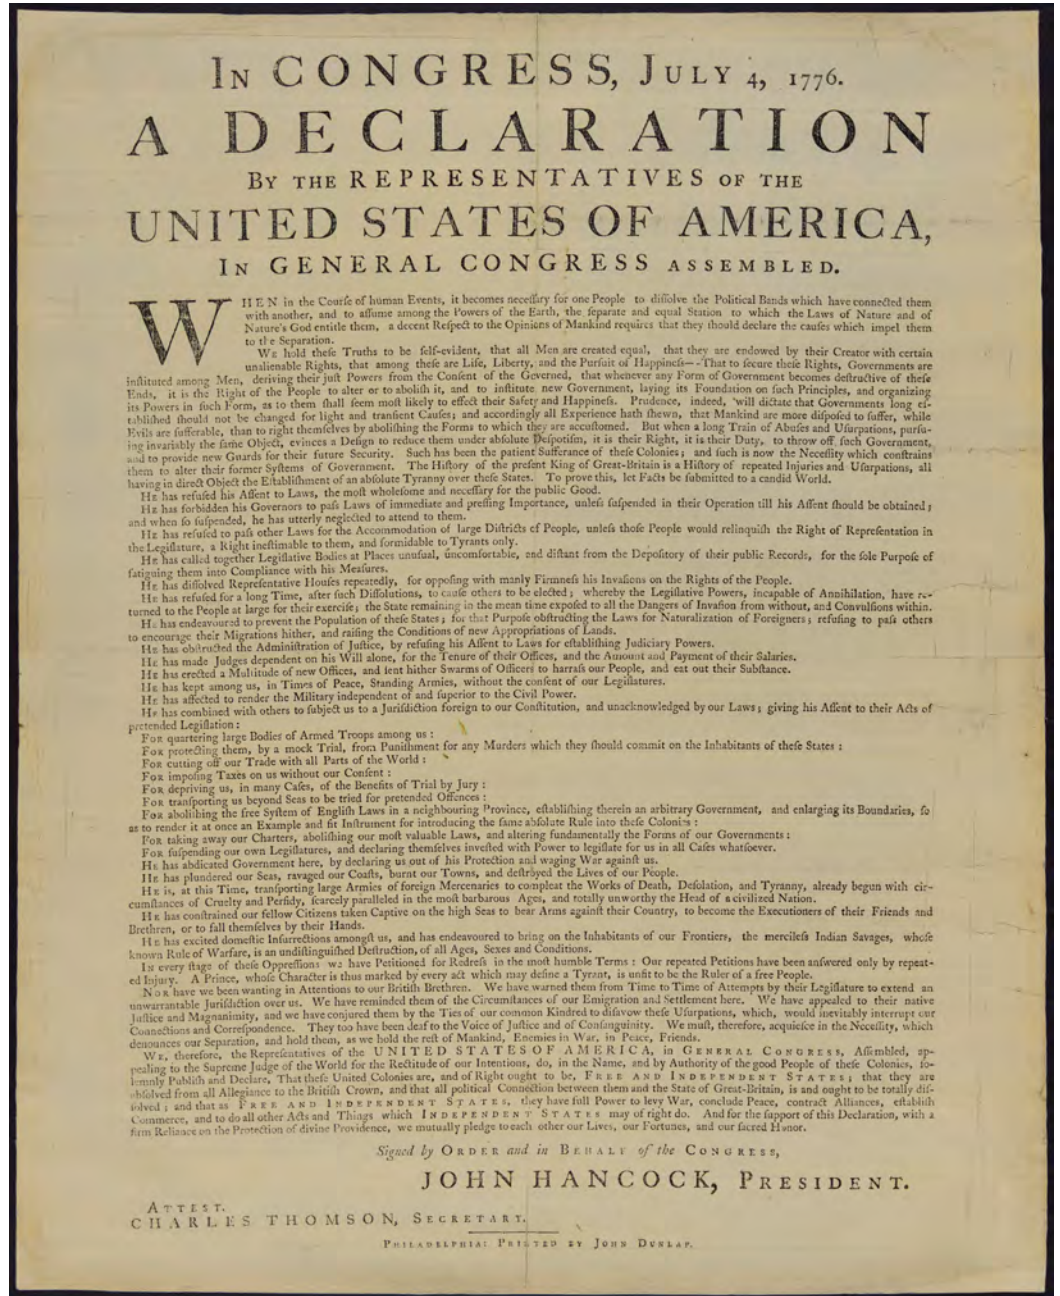 IN CONGRESS, JULY 4, 1776.
A DECLARATION
BY THE REPRESENTATIVES OF THE
UNITED STATES OF AMERICA,
IN GENERAL CONGRESS ASSEMBLED.
WHEN in the Courſe of human Events, it becomes neceſſary for one People to diſſolve the Political Bands which have connected them
with another, and to aſſume among the Powers of the Earth, the ſeparate and equal Station to which the Laws of Nature and of
Nature's God entitle them, a decent Reſpect to the Opinions of Mankind requires that they ſhould declare the cauſes which impel them
to the Separation.
WE hold theſe Truths to be ſelf-evident, that all Men are created equal, that they are endowed by their Creator with certain
unalienable Rights, that among theſe are Life, Liberty, and the Purſuit of Happineſs--That to ſecure theſe Rights, Governments are
inſtituted among Men, deriving their juſt Powers from the Conſent of the Governed, that whenever any Form of Government becomes deſtructive of theſe
Ends, it is the Right of the People to alter or to aboliſh it, and to inſtitute new Government, laying its Foundation on ſuch Principles, and organizing
its Powers in ſuch Form, as to them ſhall ſeem moſt likely to effect their Safety and Happineſs. Prudence, indeed, will dictate that Governments long eſ-
tabliſhed ſhould not be changed for light and tranſient Cauſes; and accordingly all Experience hath ſhewn, that Mankind are more diſpoſed to ſuffer, while
Evils are ſufferable, than to right themſelves by aboliſhing the Forms to which they are accuſtomed. But when a long Train of Abuſes and Uſurpations, purſu-
ing invariably the ſame Object, evinces a Deſign to reduce them under abſolute Deſpotiſm, it is their Right, it is their Duty, to throw off ſuch Government,
and to provide new Guards for their future Security. Such has been the patient Sufferance of theſe Colonies; and ſuch is now the Neceſſity which conſtrains
them to alter their former Syſtems of Government. The Hiſtory of the preſent King of Great-Britain is a Hiſtory of repeated Injuries and Uſurpations, all
having in direct Object the Eſtabliſhment of an abſolute Tyranny over theſe States. To prove this, let Facts be ſubmitted to a candid World.
HE has refuſed his Aſſent to Laws, the moſt wholeſome and neceſſary for the public Good.
HE has forbidden his Governors to paſs Laws of immediate and preſſing Importance, unleſs ſuſpended in their Operation till his Aſſent ſhould be obtained;
and when ſo ſuſpended, he has utterly neglected to attend to them.
HE has refuſed to paſs other Laws for the Accommodation of large Diſtricts of People, unleſs thoſe People would relinquiſh the Right of Repreſentation in
the Legiſlature, a Right ineſtimable to them, and formidable to Tyrants only.
HE has called together Legiſlative Bodies at Places unuſual, uncomfortable, and diſtant from the Depoſitory of their public Records, for the ſole Purpoſe of
fatiguing them into Compliance with his Meaſures.
HE has diſſolved Repreſentative Houſes repeatedly, for oppoſing with manly Firmneſs his Invaſions on the Rights of the People.
HE has refuſed for a long Time, after ſuch Diſſolutions, to cauſe others to be elected; whereby the Legiſlative Powers, incapable of Annihilation, have re-
turned to the People at large for their exerciſe; the State remaining in the mean time expoſed to all the Dangers of Invaſion from without, and Convulſions within.
HE has endeavoured to prevent the Population of theſe States; for that Purpoſe obſtructing the Laws for Naturalization of Foreigners; refuſing to paſs others
to encourage their Migrations hither, and raiſing the Conditions of new Appropriations of Lands.
HE has obſtructed the Adminiſtration of Juſtice, by refuſing his Aſſent to Laws for eſtabliſhing Judiciary Powers.
HE has made Judges dependent on his Will alone, for the Tenure of their Offices, and the Amount and Payment of their Salaries.
HE has erected a Multitude of new Offices, and ſent hither Swarms of Officers to harraſs our People, and eat out their Subſtance.
HE has kept among us, in Times of Peace, Standing Armies, without the conſent of our Legiſlatures.
HE has affected to render the Military independent of and ſuperior to the Civil Power.
HE has combined with others to ſubject us to a Juriſdiction foreign to our Conſtitution, and unacknowledged by our Laws; giving his Aſſent to their Acts of
pretended Legiſlation:
FOR quartering large Bodies of Armed Troops among us:
FOR protecting them, by a mock Trial, from Puniſhment for any Murders which they ſhould commit on the Inhabitants of theſe States:
FOR cutting off our Trade with all Parts of the World:
FOR impoſing Taxes on us without our Conſent:
FOR depriving us, in many Caſes, of the Benefits of Trial by Jury:
FOR tranſporting us beyond Seas to be tried for pretended Offences:
FOR aboliſhing the free Syſtem of Engliſh Laws in a neighbouring Province, eſtabliſhing therein an arbitrary Government, and enlarging its Boundaries, ſo
as to render it at once an Example and fit Inſtrument for introducing the ſame abſolute Rule into theſe Colonies:
FOR taking away our Charters, aboliſhing our moſt valuable Laws, and altering fundamentally the Forms of our Governments:
FOR ſuſpending our own Legiſlatures, and declaring themſelves inveſted with Power to legiſlate for us in all Caſes whatſoever.
HE has abdicated Government here, by declaring us out of his Protection and waging War againſt us.
HE has plundered our Seas, ravaged our Coaſts, burnt our Towns, and deſtroyed the Lives of our People.
HE is, at this Time, tranſporting large Armies of foreign Mercenaries to compleat the Works of Death, Deſolation, and Tyranny, already begun with cir-
cumſtances of Cruelty and Perfidy, ſcarcely paralleled in the moſt barbarous Ages, and totally unworthy the Head of a civilized Nation.
HE has conſtrained our fellow Citizens taken Captive on the high Seas to bear Arms againſt their Country, to become the Executioners of their Friends and
Brethren, or to fall themſelves by their Hands.
HE has excited domeſtic Inſurrections amongſt us, and has endeavoured to bring on the Inhabitants of our Frontiers, the mercileſs Indian Savages, whoſe
known Rule of Warfare, is an undiſtinguiſhed Deſtruction, of all Ages, Sexes and Conditions.
IN every ſtage of theſe Oppreſſions we have Petitioned for Redreſs in the moſt humble Terms: Our repeated Petitions have been anſwered only by repeat-
ed Injury. A Prince, whoſe Character is thus marked by every act which may define a Tyrant, is unfit to be the Ruler of a free People.
NOR have we been wanting in Attentions to our Britiſh Brethren. We have warned them from Time to Time of Attempts by their Legiſlature to extend an
unwarrantable Juriſdiction over us. We have reminded them of the Circumſtances of our Emigration and Settlement here. We have appealed to their native
Juſtice and Magnanimity, and we have conjured them by the Ties of our common Kindred to diſavow theſe Uſurpations, which, would inevitably interrupt our
Connections and Correſpondence. They too have been deaf to the Voice of Juſtice and of Conſanguinity. We muſt, therefore, acquieſce in the Neceſſity, which
denounces our Separation, and hold them, as we hold the reſt of Mankind, Enemies in War, in Peace, Friends.
WE, therefore, the Repreſentatives of the UNITED STATES OF AMERICA, in GENERAL CONGRESS, Aſſembled, ap-
pealing to the Supreme Judge of the World for the Rectitude of our Intentions, do, in the Name, and by Authority of the good People of theſe Colonies, ſo-
lemnly Publiſh and Declare, That theſe United Colonies are, and of Right ought to be, FREE AND INDEPENDENT STATES; that they are
abſolved from all Allegiance to the Britiſh Crown, and that all political Connection between them and the State of Great-Britain, is and ought to be totally diſ-
ſolved; and that as FREE AND INDEPENDENT STATES, they have full Power to levy War, conclude Peace, contract Alliances, eſtabliſh
Commerce, and to do all other Acts and Things which INDEPENDENT STATES may of right do. And for the ſupport of this Declaration, with a
firm Reliance on the Protection of divine Providence, we mutually pledge to each other our Lives, our Fortunes, and our ſacred Honor.
Signed by ORDER and in BEHALF of the CONGRESS,
JOHN HANCOCK, PRESIDENT.
ATTEST.
CHARLES THOMSON, SECRETARY.
PHILADELPHIA: PRINTED BY JOHN DUNLAP.